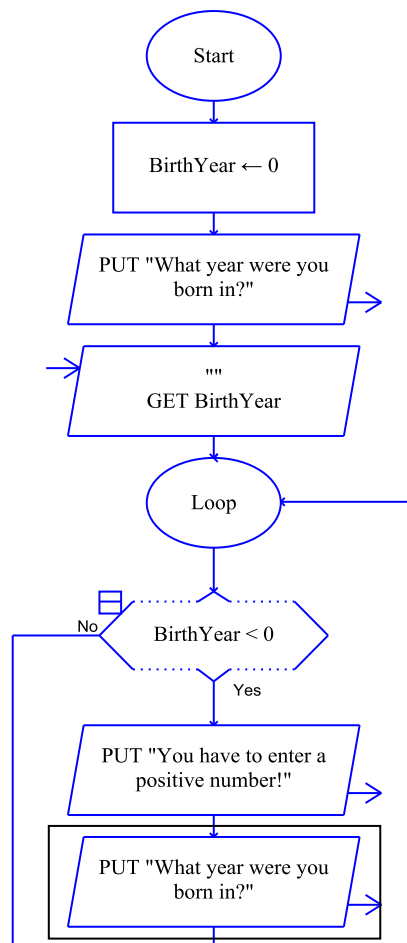 Start
BirthYear ← 0
PUT "What year were you
born in?"
""
GET BirthYear
Loop
BirthYear < 0
No
Yes
PUT "You have to enter a
positive number!"
PUT "What year were you
born in?"